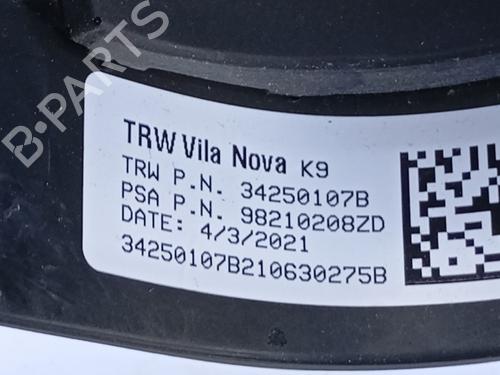 B-PARTS
TRW Vila Nova K9
TRW P.N. 34250107B
PSA P.N. 98210208ZD
DATE: 4/3/2021
34250107B210630275B